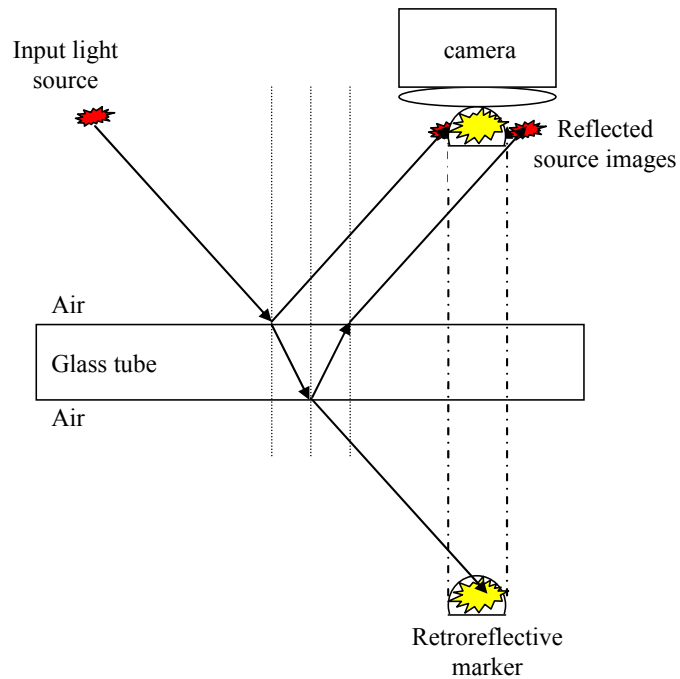 Input light
source
camera
Reflected
source images
Air
Glass tube
Air
Retroreflective
marker